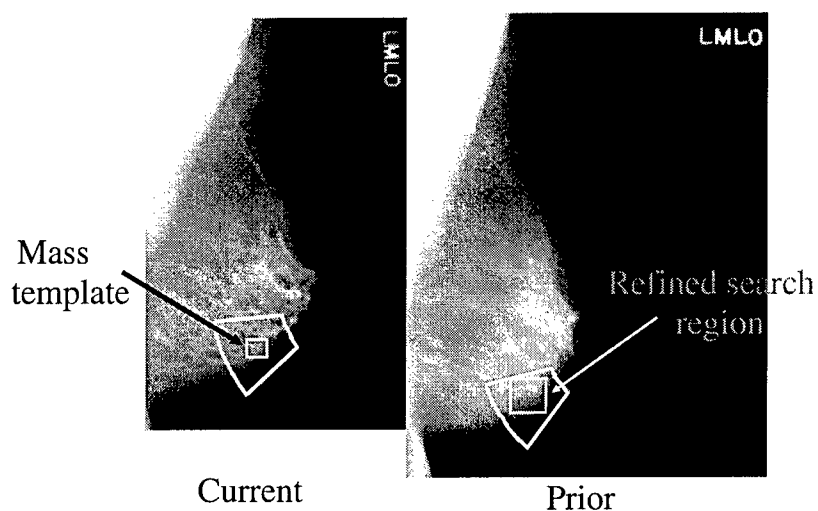 LMLO
LMLO
Mass
template
Refined search
region
Current
Prior